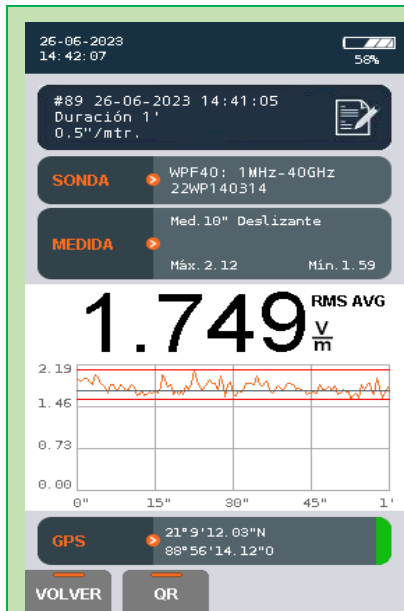 26-06-2023
14:42:07
58%
#89 26-06-2023 14:41:05
Duración 1'
0.5"/mtr.
SONDA
WPF40: 1MHz-40GHz
22WP140314
MEDIDA
Med.10" Deslizante
Máx.2.12 Mín.1.59
1.749 RMS AVG
V/m
2.19
1.46
0.73
0.00
0" 15" 30" 45" 1'
GPS
21°9'12.03"N
88°56'14.12"O
VOLVER QR